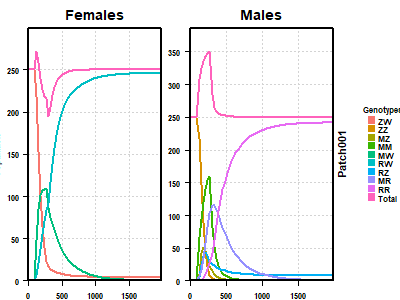 Females
Males
250
200
150
100
50
0
0
500
1000
1500
350
300
250
200
150
100
50
0
0
500
1000
1500
Patch001
Genotypes
ZW
ZZ
MZ
MM
MW
RW
RZ
MR
RR
Total